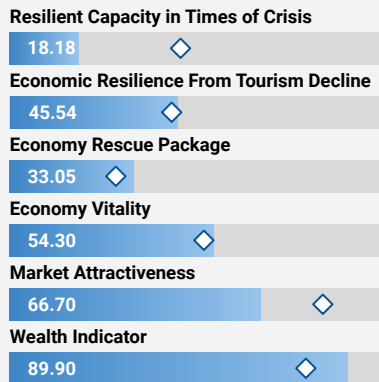 Resilient Capacity in Times of Crisis
18.18
Economic Resilience From Tourism Decline
45.54
Economy Rescue Package
33.05
Economy Vitality
54.30
Market Attractiveness
66.70
Wealth Indicator
89.90